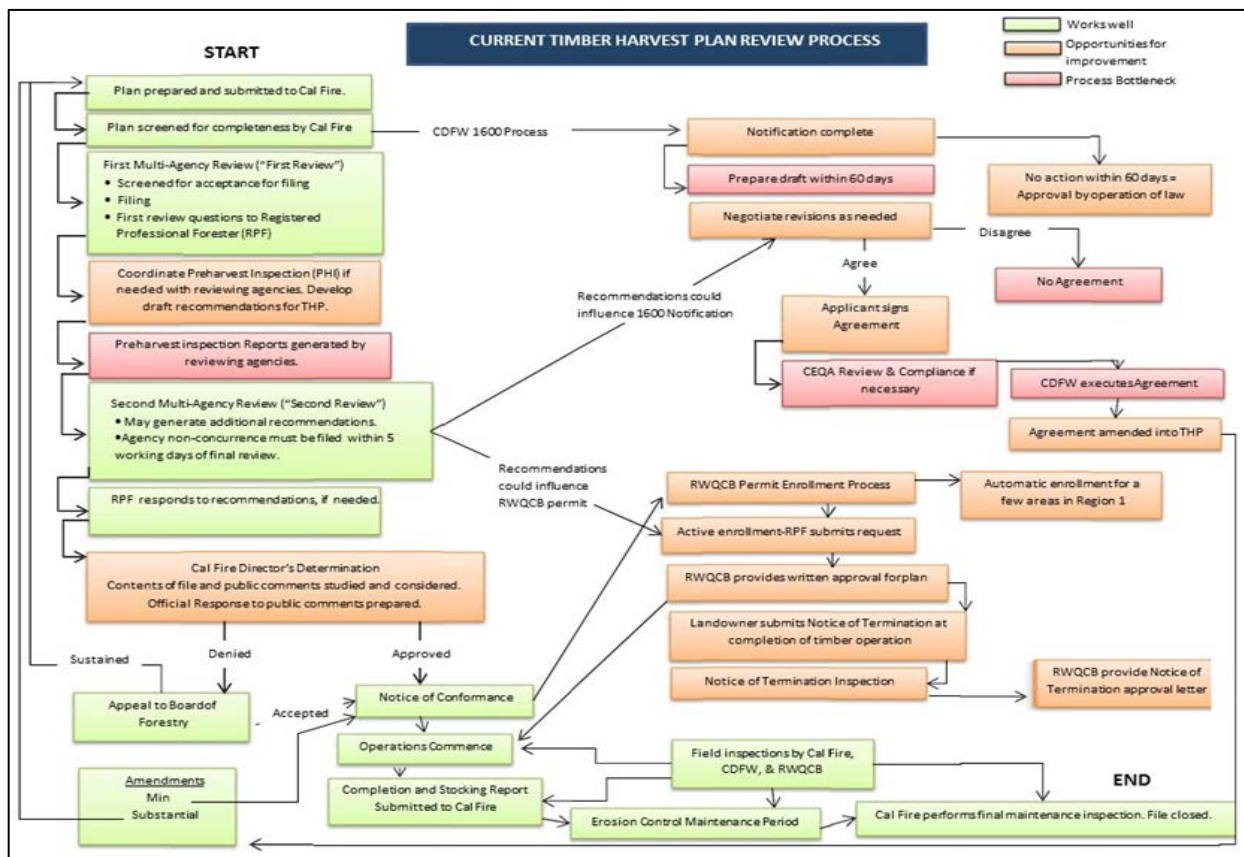 CURRENT TIMBER HARVEST PLAN REVIEW PROCESS
Works well
Opportunities for
improvement
Process Bottleneck
START
Plan prepared and submitted to Cal Fire.
Plan screened for completeness by Cal Fire
First Multi-Agency Review ("First Review")
• Screened for acceptance for filing
• Filing
• First review questions to Registered
Professional Forester (RPF)
Coordinate Preharvest Inspection (PHI) if
needed with reviewing agencies. Develop
draft recommendations for THP.
Preharvest inspection Reports generated by
reviewing agencies.
Second Multi-Agency Review ("Second Review")
• May generate additional recommendations.
•Agency non-concurrence must be filed within 5
working days of final review.
RPF responds to recommendations, if needed.
Cal Fire Director's Determination
Contents of file and public comments studied and considered.
Official Response to public comments prepared.
Sustained
Denied
Approved
Appeal to Boardof
Forestry
Accepted
Notice of Conformance
Operations Commence
Amendments
Min
Substantial
Completion and Stocking Report
Submitted to Cal Fire
CDFW 1600 Process
Notification complete
Prepare draft within 60 days
No action within 60 days =
Approval by operation of law
Negotiate revisions as needed
Disagree
Agree
No Agreement
Recommendations could
influence 1600 Notification
Applicant signs
Agreement
CEQA Review & Compliance if
necessary
CDFW executes Agreement
Agreement amended into THP
Recommendations
could influence
RWQCB permit
RWQCB Permit Enrollment Process
Automatic enrollment for a
few areas in Region 1
Active enrollment-RPF submits request
RWQCB provides written approval forplan
Landowner submits Notice of Termination at
completion of timber operation
Notice of Termination Inspection
RWQCB provide Notice of
Termination approval letter
Field inspections by Cal Fire,
CDFW, & RWQCB
END
Erosion Control Maintenance Period
Cal Fire performs final maintenance inspection. File closed.